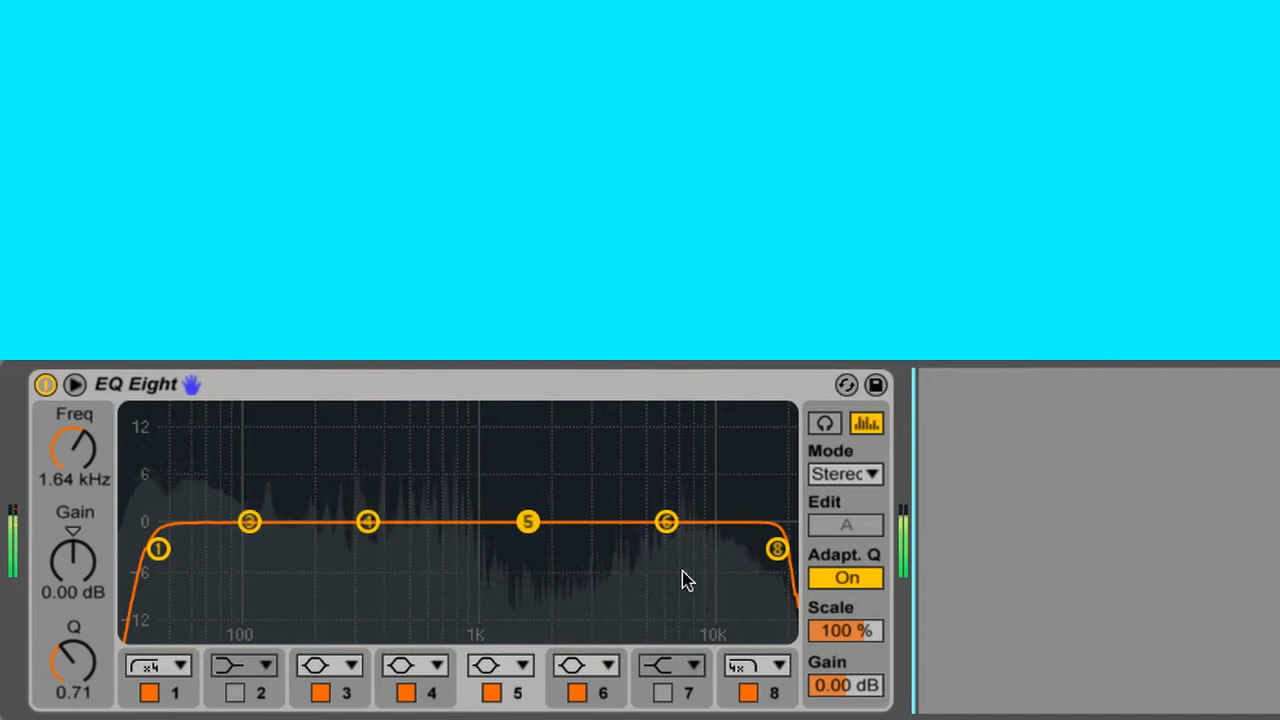 EQ Eight
Freq
1.64 kHz
Gain
0.00 dB
Q
0.71
12
6
0
-6
-12
100
1k
10k
1
3
4
5
6
8
x4
1
2
3
4
5
6
7
4x
8
Mode
Stereo
Edit
A
Adapt. Q
On
Scale
100 %
Gain
0.00 dB